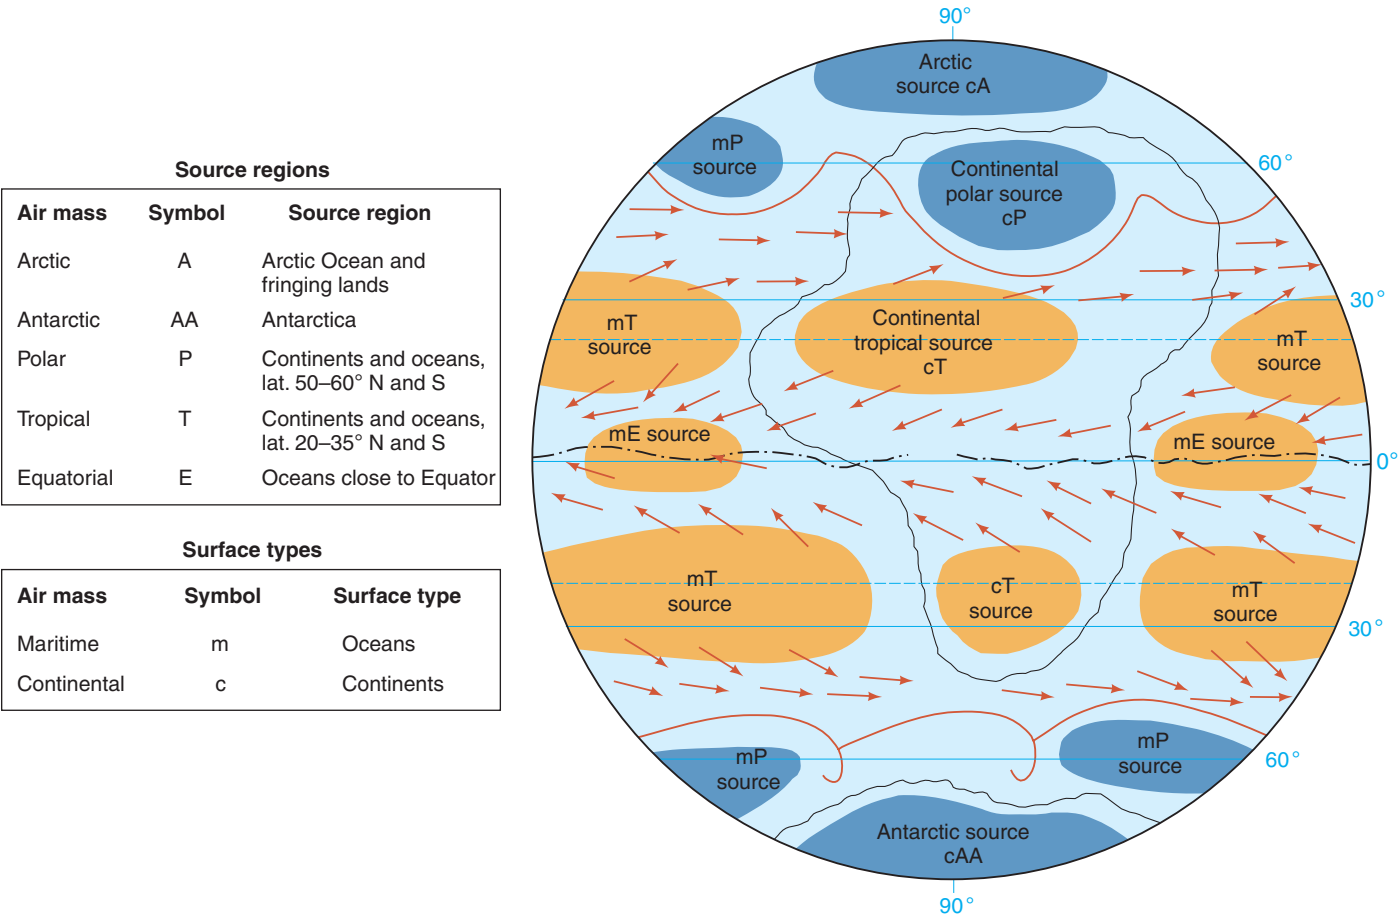 Source regions
Air mass Symbol Source region
Arctic A Arctic Ocean and
fringing lands
Antarctic AA Antarctica
Polar P Continents and oceans,
lat. 50–60° N and S
Tropical T Continents and oceans,
lat. 20–35° N and S
Equatorial E Oceans close to Equator
Surface types
Air mass Symbol Surface type
Maritime m Oceans
Continental c Continents
90°
Arctic
source cA
mP
source
60°
Continental
polar source
cP
30°
mT
source
Continental
tropical source
cT
mT
source
mE source
mE source
0°
mT
source
cT
source
mT
source
30°
mP
source
mP
source
60°
Antarctic source
cAA
90°